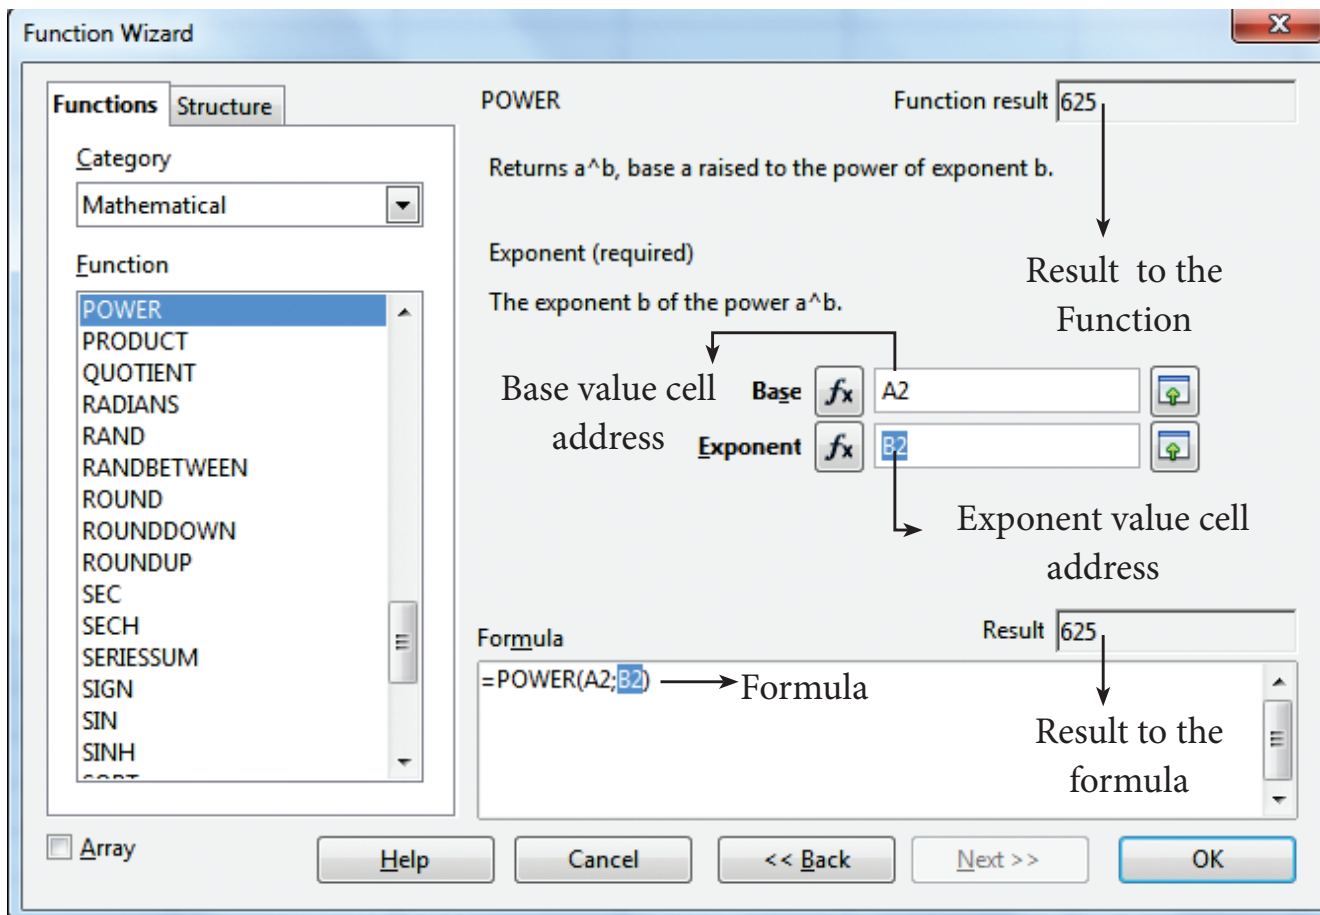 Function Wizard
X
Functions
Structure
Category
Mathematical
Function
POWER
PRODUCT
QUOTIENT
RADIANS
RAND
RANDBETWEEN
ROUND
ROUNDDOWN
ROUNDUP
SEC
SECH
SERIESSUM
SIGN
SIN
SINH
POWER
Function result 625
Returns a^b, base a raised to the power of exponent b.
Result to the
Function
Exponent (required)
The exponent b of the power a^b.
Base value cell
address
Base fx A2
Exponent fx B2
Exponent value cell
address
Formula
Result 625
=POWER(A2;B2)
Formula
Result to the
formula
Array
Help
Cancel
<< Back
Next >>
OK